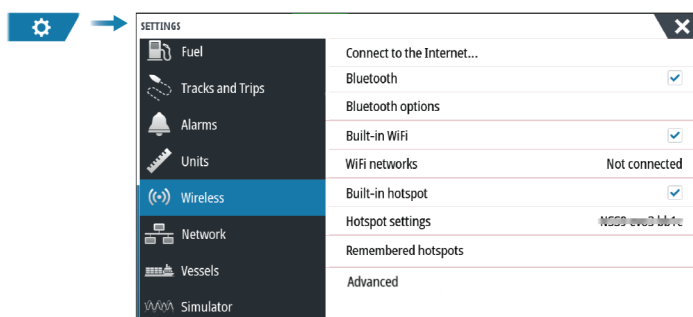 SETTINGS
Fuel
Tracks and Trips
Alarms
Units
Wireless
Network
Vessels
Simulator
Connect to the Internet...
Bluetooth
Bluetooth options
Built-in WiFi
WiFi networks Not connected
Built-in hotspot
Hotspot settings
Remembered hotspots
Advanced